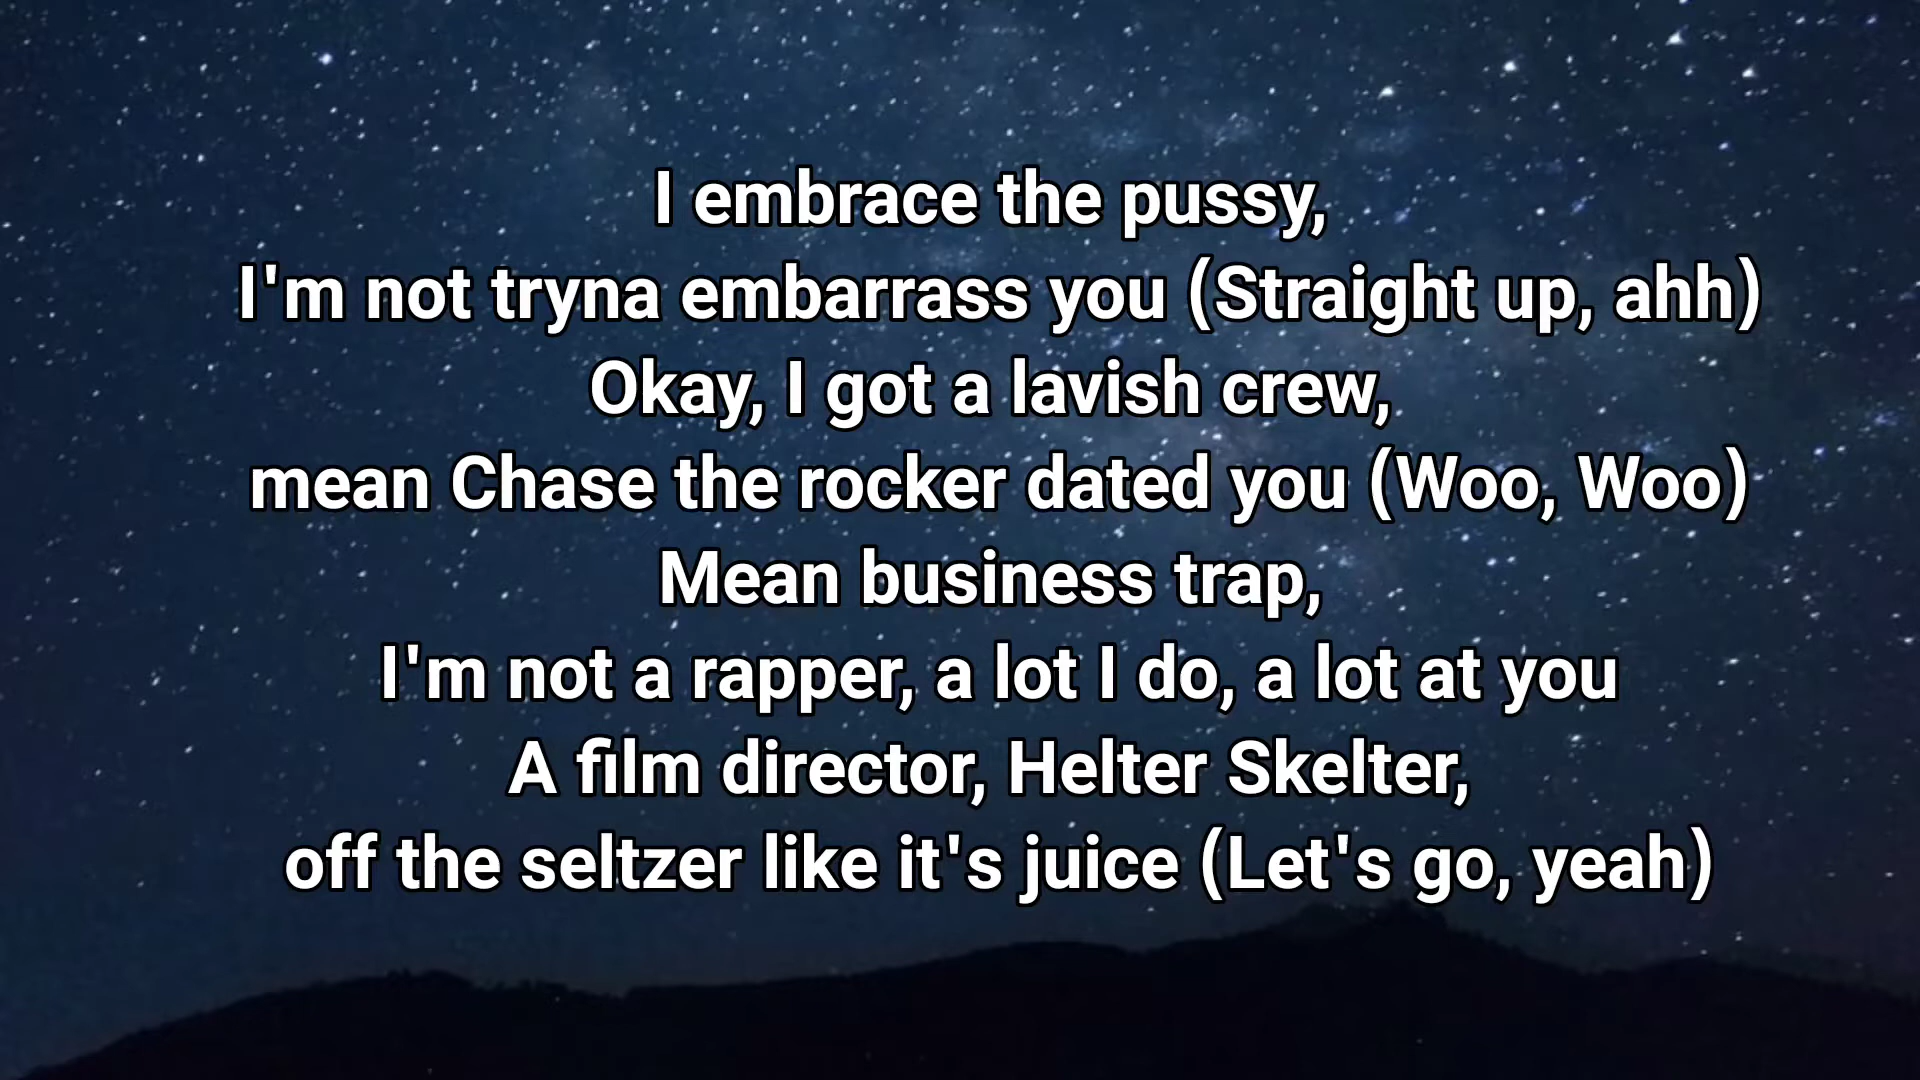 I embrace the pussy,
I'm not tryna embarrass you (Straight up, ahh)
Okay, I got a lavish crew,
mean Chase the rocker dated you (Woo, Woo)
Mean business trap,
I'm not a rapper, a lot I do, a lot at you
A film director, Helter Skelter,
off the seltzer like it's juice (Let's go, yeah)